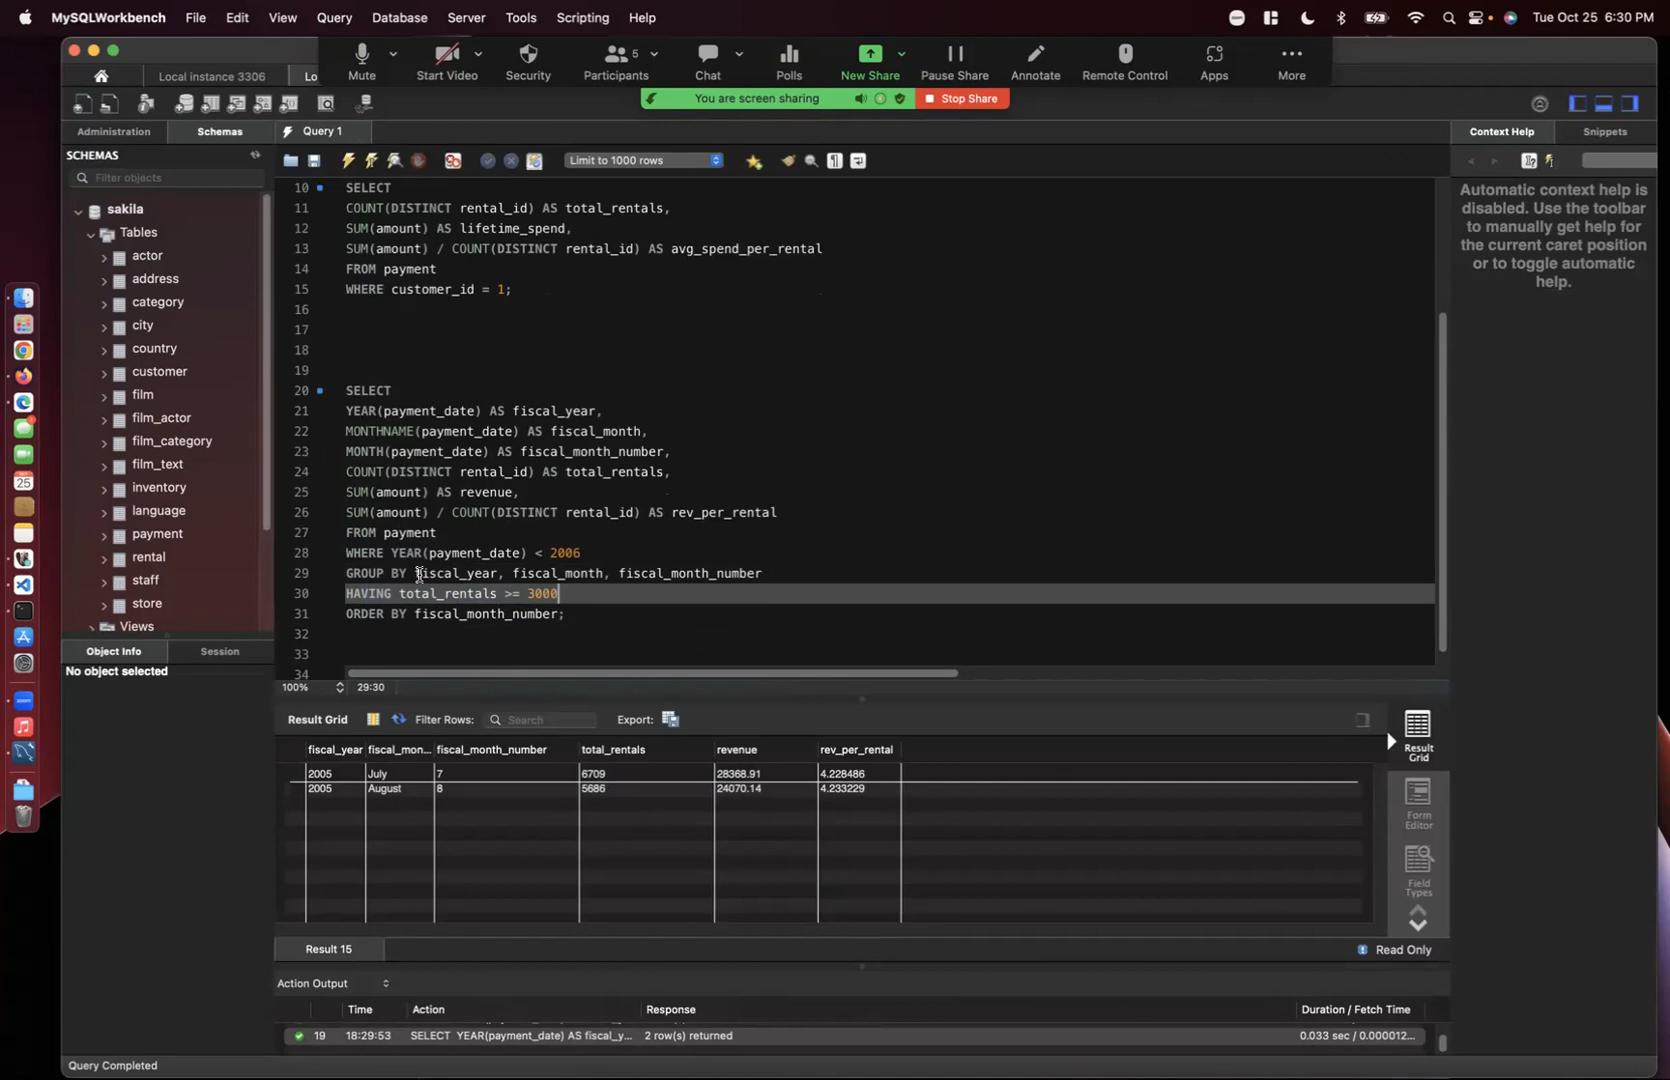 MySQLWorkbench File Edit View Query Database Server Tools Scripting Help Tue Oct 25 6:30 PM
Mute Start Video Security Participants 5 Chat Polls New Share Pause Share Annotate Remote Control Apps More
You are screen sharing Stop Share
Local instance 3306 Lo
Administration Schemas Query 1 Context Help Snippets
SCHEMAS
Filter objects
Limit to 1000 rows
sakila
Tables
actor
address
category
city
country
customer
film
film_actor
film_category
film_text
inventory
language
payment
rental
staff
store
Views
Object Info Session
No object selected
10 SELECT
11 COUNT(DISTINCT rental_id) AS total_rentals,
12 SUM(amount) AS lifetime_spend,
13 SUM(amount) / COUNT(DISTINCT rental_id) AS avg_spend_per_rental
14 FROM payment
15 WHERE customer_id = 1;
16
17
18
19
20 SELECT
21 YEAR(payment_date) AS fiscal_year,
22 MONTHNAME(payment_date) AS fiscal_month,
23 MONTH(payment_date) AS fiscal_month_number,
24 COUNT(DISTINCT rental_id) AS total_rentals,
25 SUM(amount) AS revenue,
26 SUM(amount) / COUNT(DISTINCT rental_id) AS rev_per_rental
27 FROM payment
28 WHERE YEAR(payment_date) < 2006
29 GROUP BY fiscal_year, fiscal_month, fiscal_month_number
30 HAVING total_rentals >= 3000
31 ORDER BY fiscal_month_number;
32
33
34
100% 29:30
Automatic context help is
disabled. Use the toolbar
to manually get help for
the current caret position
or to toggle automatic
help.
Result Grid Filter Rows: Search Export:
fiscal_year fiscal_mon... fiscal_month_number total_rentals revenue rev_per_rental
2005 July 7 6709 28368.91 4.228486
2005 August 8 5686 24070.14 4.233229
Result
Grid
Form
Editor
Field
Types
Result 15 Read Only
Action Output
Time Action Response Duration / Fetch Time
19 18:29:53 SELECT YEAR(payment_date) AS fiscal_y... 2 row(s) returned 0.033 sec / 0.000012...
Query Completed